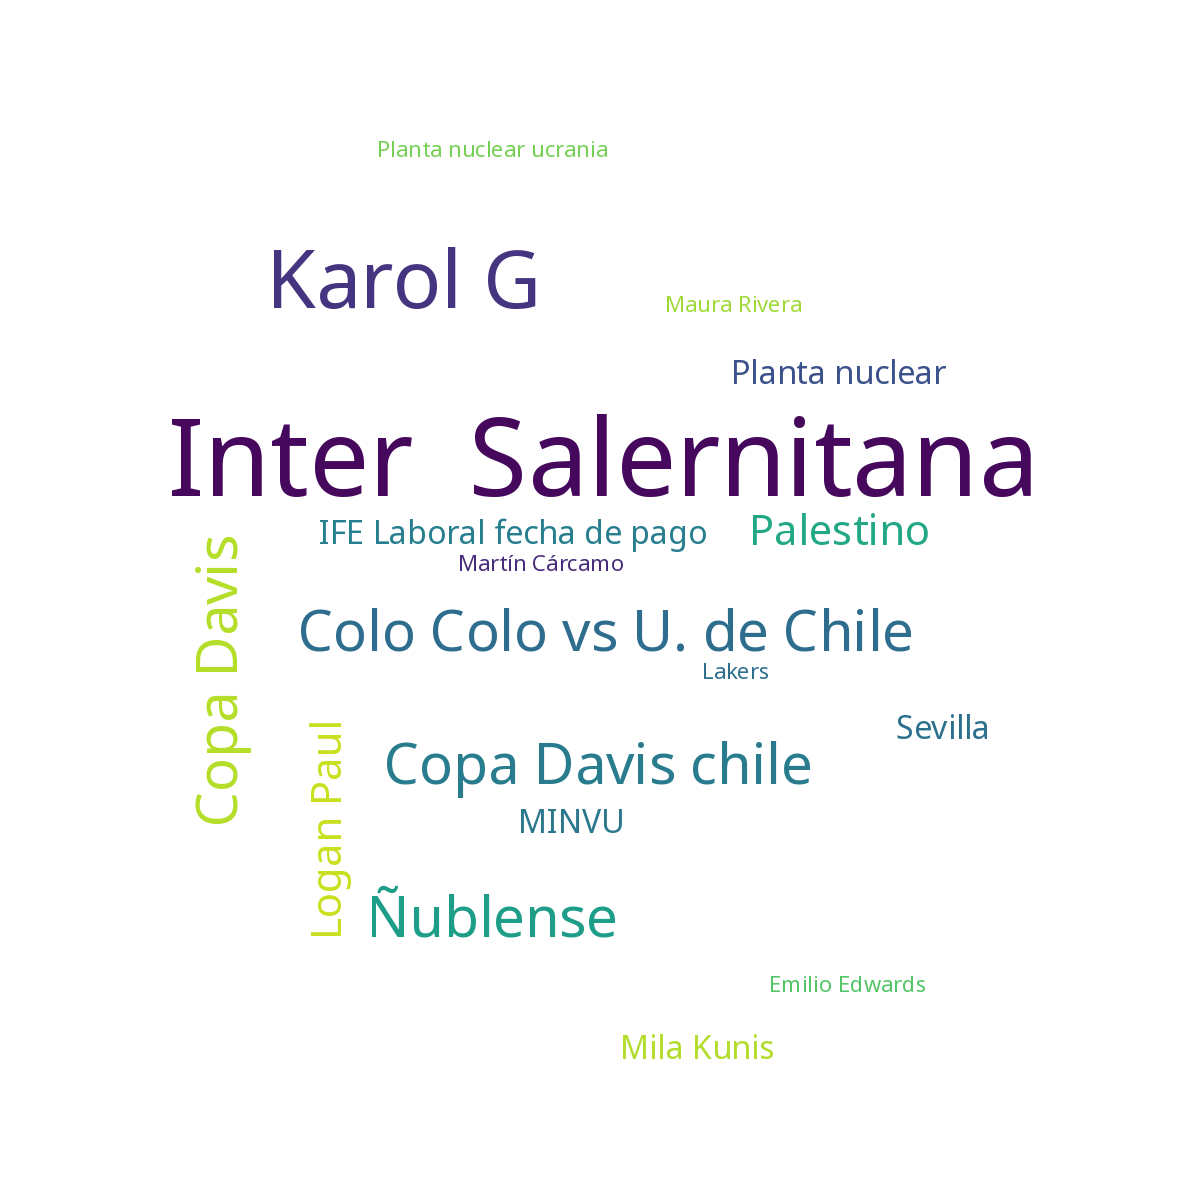 Planta nuclear ucrania
Karol G
Maura Rivera
Planta nuclear
Inter  Salernitana
IFE Laboral fecha de pago
Palestino
Martín Cárcamo
Copa Davis
Colo Colo vs U. de Chile
Lakers
Sevilla
Logan Paul
Copa Davis chile
MINVU
Ñublense
Emilio Edwards
Mila Kunis